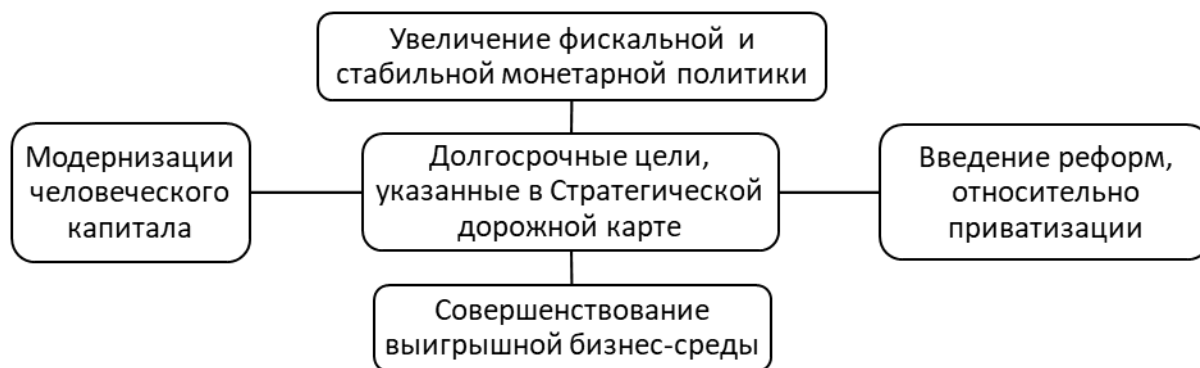 Увеличение фискальной и
стабильной монетарной политики
Модернизации
человеческого
капитала
Долгосрочные цели,
указанные в Стратегической
дорожной карте
Введение реформ,
относительно
приватизации
Совершенствование
выигрышной бизнес-среды